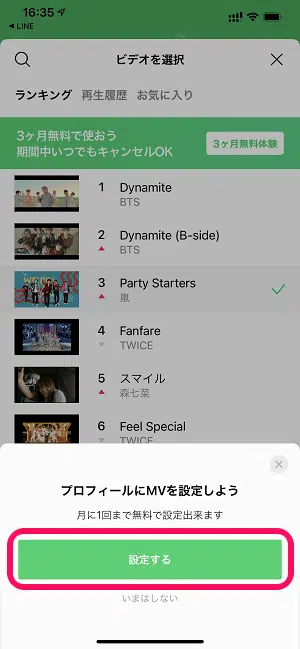 16:35
LINE
ビデオを選択
ランキング 再生履歴 お気に入り
3ヶ月無料で使おう
期間中いつでもキャンセルOK
3ヶ月無料体験
1 Dynamite
BTS
2 Dynamite (B-side)
BTS
3 Party Starters
嵐
4 Fanfare
TWICE
5 スマイル
森七菜
6 Feel Special
TWICE
プロフィールにMVを設定しよう
月に1回まで無料で設定出来ます
設定する
いまはしない